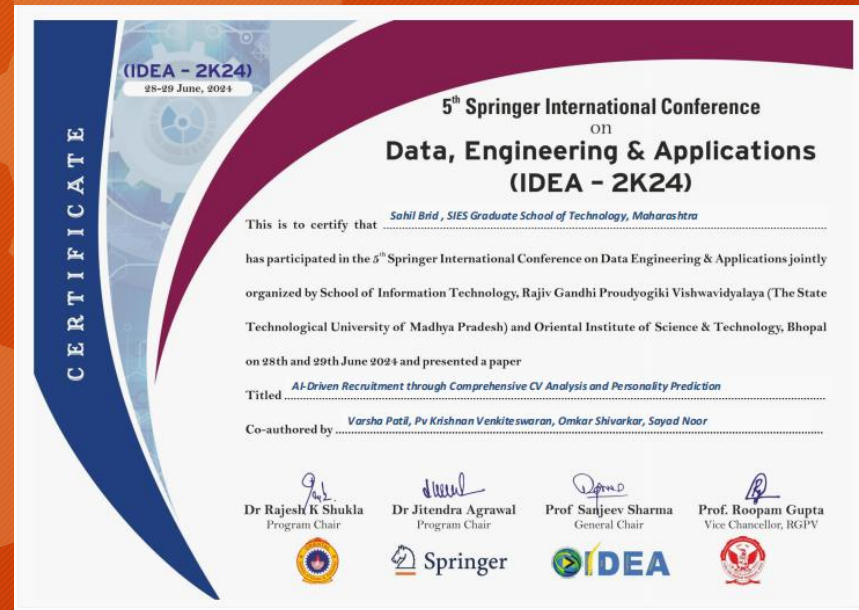 (IDEA - 2K24)
28-29 June, 2024
CERTIFICATE
5th Springer International Conference
on
Data, Engineering & Applications
(IDEA - 2K24)
This is to certify that Sahil Brid , SIES Graduate School of Technology, Maharashtra
has participated in the 5th Springer International Conference on Data Engineering & Applications jointly
organized by School of Information Technology, Rajiv Gandhi Proudyogiki Vishwavidyalaya (The State
Technological University of Madhya Pradesh) and Oriental Institute of Science & Technology, Bhopal
on 28th and 29th June 2024 and presented a paper
Titled AI-Driven Recruitment through Comprehensive CV Analysis and Personality Prediction
Co-authored by Varsha Patil, Pv Krishnan Venkiteswaran, Omkar Shivarkar, Sayad Noor
Dr Rajesh K Shukla Dr Jitendra Agrawal Prof Sanjeev Sharma Prof. Roopam Gupta
Program Chair Program Chair General Chair Vice Chancellor, RGPV
Springer IDEA